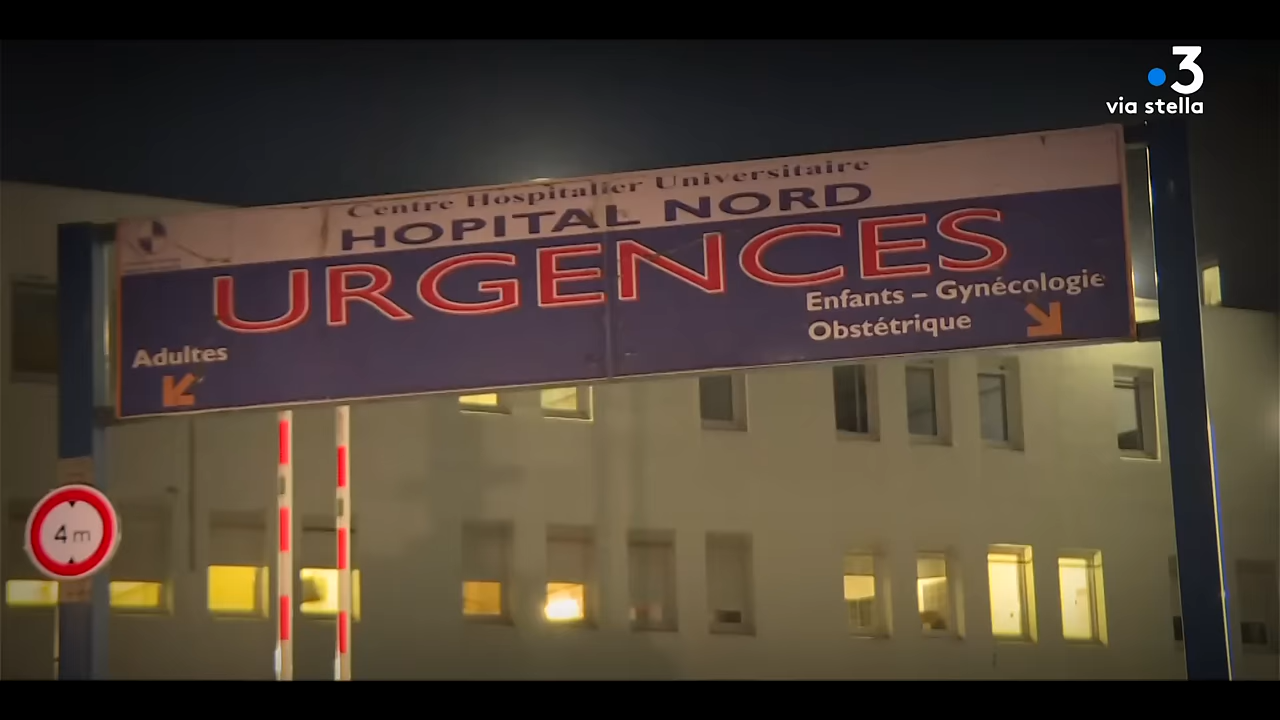 3
via stella
Centre Hospitalier Universitaire
HOPITAL NORD
URGENCES
Enfants – Gynécologie
Obstétrique
Adultes
4 m